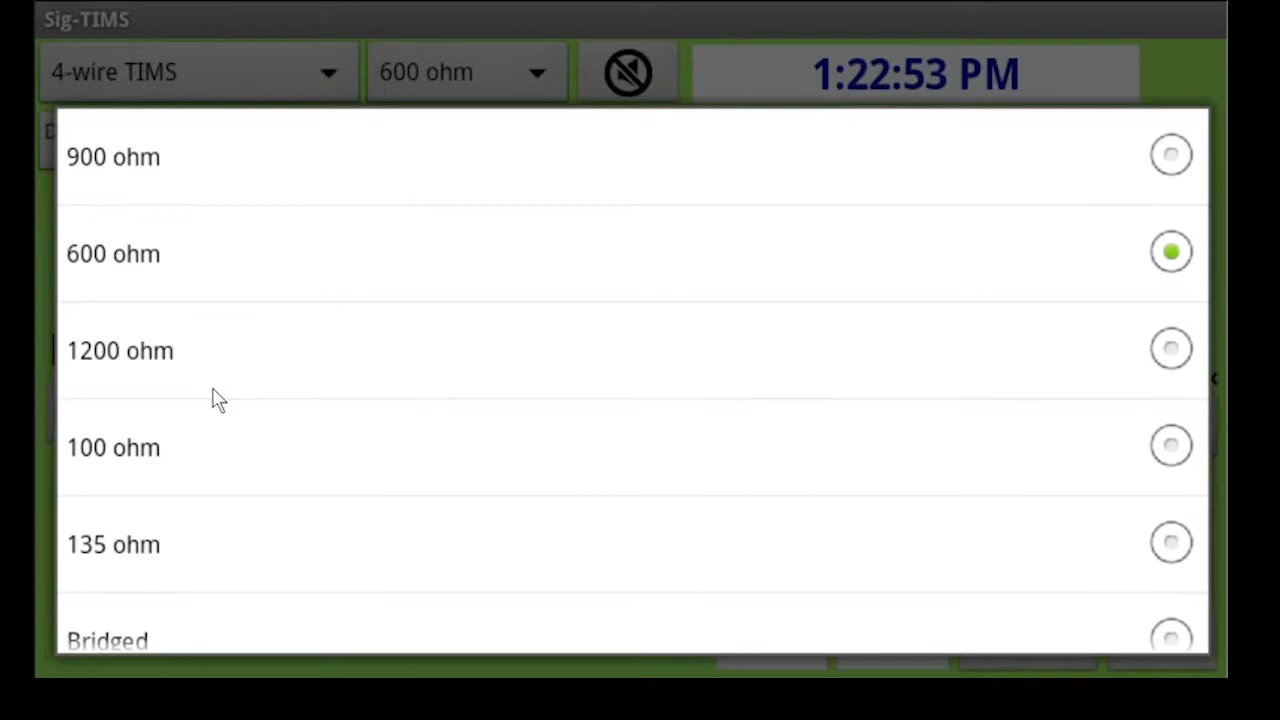 Sig-TIMS
4-wire TIMS
600 ohm
1:22:53 PM
900 ohm
600 ohm
1200 ohm
100 ohm
135 ohm
Bridged